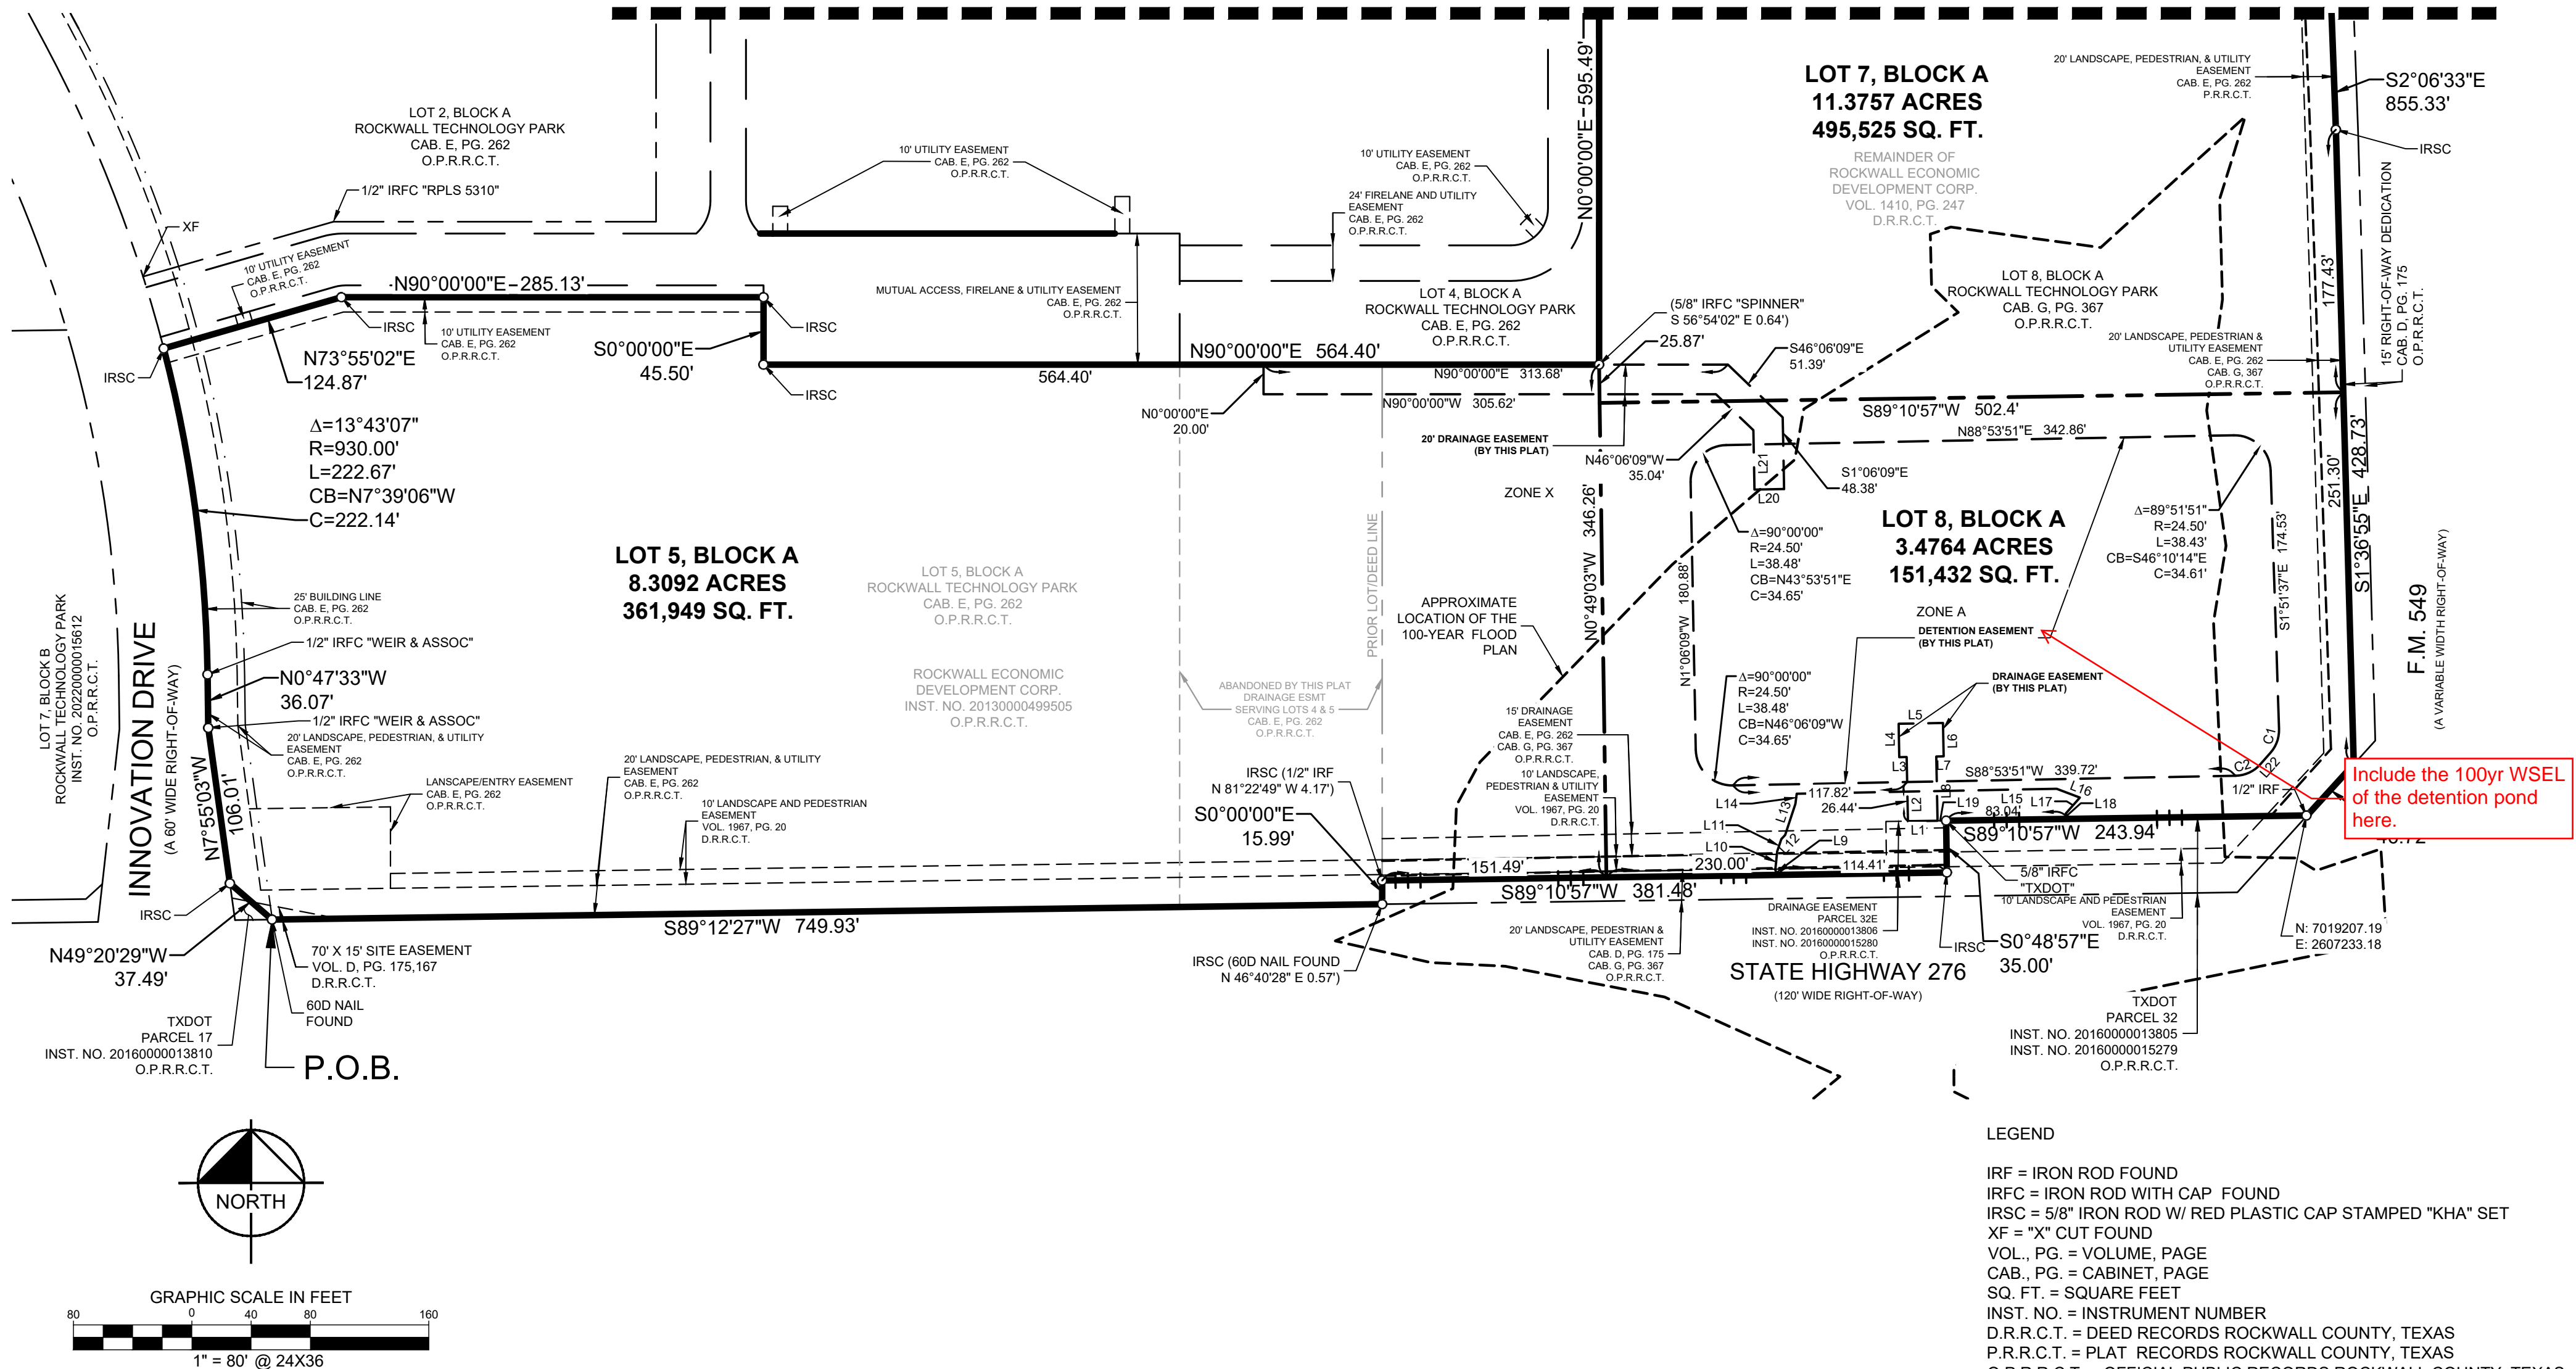 LOT 2, BLOCK A
ROCKWALL TECHNOLOGY PARK
CAB. E, PG. 262
O.P.R.R.C.T.
1/2" IRFC "RPLS 5310"
XF
10' UTILITY EASEMENT
CAB. E, PG. 262
O.P.R.R.C.T.
N90°00'00"E 285.13'
IRSC
10' UTILITY EASEMENT
CAB. E, PG. 262
O.P.R.R.C.T.
IRSC
N73°55'02"E
124.87'
S0°00'00"E
45.50'
IRSC
IRSC
10' UTILITY EASEMENT
CAB. E, PG. 262
O.P.R.R.C.T.
10' UTILITY EASEMENT
CAB. E, PG. 262
O.P.R.R.C.T.
24' FIRELANE AND UTILITY
EASEMENT
CAB. E, PG. 262
O.P.R.R.C.T.
MUTUAL ACCESS, FIRELANE & UTILITY EASEMENT
CAB. E, PG. 262
O.P.R.R.C.T.
LOT 4, BLOCK A
ROCKWALL TECHNOLOGY PARK
CAB. E, PG. 262
O.P.R.R.C.T.
N0°00'00"E 595.49'
LOT 7, BLOCK A
11.3757 ACRES
495,525 SQ. FT.
REMAINDER OF
ROCKWALL ECONOMIC
DEVELOPMENT CORP.
VOL. 1410, PG. 247
D.R.R.C.T.
20' LANDSCAPE, PEDESTRIAN, & UTILITY
EASEMENT
CAB. E, PG. 262
P.R.R.C.T.
S2°06'33"E
855.33'
IRSC
15' RIGHT-OF-WAY DEDICATION
CAB. D, PG. 175
O.P.R.R.C.T.
177.43'
LOT 8, BLOCK A
ROCKWALL TECHNOLOGY PARK
CAB. G, PG. 367
O.P.R.R.C.T.
20' LANDSCAPE, PEDESTRIAN &
UTILITY EASEMENT
CAB. E, PG. 262
CAB. G, 367
O.P.R.R.C.T.
(5/8" IRFC "SPINNER"
S 56°54'02" E 0.64')
25.87'
S46°06'09"E
51.39'
N90°00'00"E 564.40'
564.40'
N90°00'00"E 313.68'
N90°00'00"W 305.62'
N0°00'00"E
20.00'
20' DRAINAGE EASEMENT
(BY THIS PLAT)
S89°10'57"W 502.4'
N88°53'51"E 342.86'
N46°06'09"W
35.04'
L21
L20
S1°06'09"E
48.38'
ZONE X
Δ=13°43'07"
R=930.00'
L=222.67'
CB=N7°39'06"W
C=222.14'
Δ=90°00'00"
R=24.50'
L=38.48'
CB=N43°53'51"E
C=34.65'
LOT 8, BLOCK A
3.4764 ACRES
151,432 SQ. FT.
Δ=89°51'51"
R=24.50'
L=38.43'
CB=S46°10'14"E
C=34.61'
251.30'
S1°36'55"E 428.73'
S1°51'37"E 174.53'
N1°06'09"W 180.88'
N0°49'03"W 346.26'
LOT 5, BLOCK A
8.3092 ACRES
361,949 SQ. FT.
LOT 5, BLOCK A
ROCKWALL TECHNOLOGY PARK
CAB. E, PG. 262
O.P.R.R.C.T.
PRIOR LOT/DEED LINE
APPROXIMATE
LOCATION OF THE
100-YEAR FLOOD
PLAN
ZONE A
DETENTION EASEMENT
(BY THIS PLAT)
F.M. 549
(A VARIABLE WIDTH RIGHT-OF-WAY)
25' BUILDING LINE
CAB. E, PG. 262
O.P.R.R.C.T.
1/2" IRFC "WEIR & ASSOC"
N0°47'33"W
36.07'
1/2" IRFC "WEIR & ASSOC"
20' LANDSCAPE, PEDESTRIAN, & UTILITY
EASEMENT
CAB. E, PG. 262
O.P.R.R.C.T.
LOT 7, BLOCK B
ROCKWALL TECHNOLOGY PARK
INST. NO. 20220000015612
O.P.R.R.C.T.
INNOVATION DRIVE
(A 60' WIDE RIGHT-OF-WAY)
N7°55'03"W
106.01'
ROCKWALL ECONOMIC
DEVELOPMENT CORP.
INST. NO. 20130000499505
O.P.R.R.C.T.
ABANDONED BY THIS PLAT
DRAINAGE ESMT
SERVING LOTS 4 & 5
CAB. E, PG. 262
O.P.R.R.C.T.
Δ=90°00'00"
R=24.50'
L=38.48'
CB=N46°06'09"W
C=34.65'
DRAINAGE EASEMENT
(BY THIS PLAT)
L5
L4
L6
L3
L7
L8
L2
L1
C1
C2
L22
S88°53'51"W 339.72'
15' DRAINAGE
EASEMENT
CAB. E, PG. 262
CAB. G, PG. 367
O.P.R.R.C.T.
10' LANDSCAPE,
PEDESTRIAN & UTILITY
EASEMENT
VOL. 1967, PG. 20
D.R.R.C.T.
LANSCAPE/ENTRY EASEMENT
CAB. E, PG. 262
O.P.R.R.C.T.
20' LANDSCAPE, PEDESTRIAN, & UTILITY
EASEMENT
CAB. E, PG. 262
O.P.R.R.C.T.
10' LANDSCAPE AND PEDESTRIAN
EASEMENT
VOL. 1967, PG. 20
D.R.R.C.T.
IRSC (1/2" IRF
N 81°22'49" W 4.17')
S0°00'00"E
15.99'
L14
L13
L11
L12
L10
L9
117.82'
26.44'
L19
L15
83.04'
L17
L16
L18
1/2" IRF
Include the 100yr WSEL
of the detention pond
here.
S89°10'57"W 243.94'
151.49'
230.00'
114.41'
S89°10'57"W 381.48'
5/8" IRFC
"TXDOT"
10' LANDSCAPE AND PEDESTRIAN
EASEMENT
VOL. 1967, PG. 20
D.R.R.C.T.
N: 7019207.19
E: 2607233.18
IRSC
N49°20'29"W
37.49'
70' X 15' SITE EASEMENT
VOL. D, PG. 175,167
D.R.R.C.T.
60D NAIL
FOUND
S89°12'27"W 749.93'
IRSC (60D NAIL FOUND
N 46°40'28" E 0.57')
20' LANDSCAPE, PEDESTRIAN &
UTILITY EASEMENT
CAB. D, PG. 175
CAB. G, PG. 367
O.P.R.R.C.T.
DRAINAGE EASEMENT
PARCEL 32E
INST. NO. 20160000013806
INST. NO. 20160000015280
O.P.R.R.C.T.
IRSC
S0°48'57"E
35.00'
STATE HIGHWAY 276
(120' WIDE RIGHT-OF-WAY)
TXDOT
PARCEL 17
INST. NO. 20160000013810
O.P.R.R.C.T.
P.O.B.
TXDOT
PARCEL 32
INST. NO. 20160000013805
INST. NO. 20160000015279
O.P.R.R.C.T.
NORTH
GRAPHIC SCALE IN FEET
80 0 40 80 160
1" = 80' @ 24X36
LEGEND
IRF = IRON ROD FOUND
IRFC = IRON ROD WITH CAP FOUND
IRSC = 5/8" IRON ROD W/ RED PLASTIC CAP STAMPED "KHA" SET
XF = "X" CUT FOUND
VOL., PG. = VOLUME, PAGE
CAB., PG. = CABINET, PAGE
SQ. FT. = SQUARE FEET
INST. NO. = INSTRUMENT NUMBER
D.R.R.C.T. = DEED RECORDS ROCKWALL COUNTY, TEXAS
P.R.R.C.T. = PLAT RECORDS ROCKWALL COUNTY, TEXAS